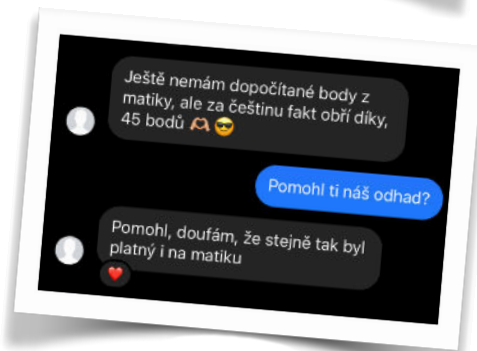 Ještě nemám dopočítané body z
matiky, ale za češtinu fakt obří díky,
45 bodů 🫶🏽😎
Pomohl ti náš odhad?
Pomohl, doufám, že stejně tak byl
platný i na matiku
❤️